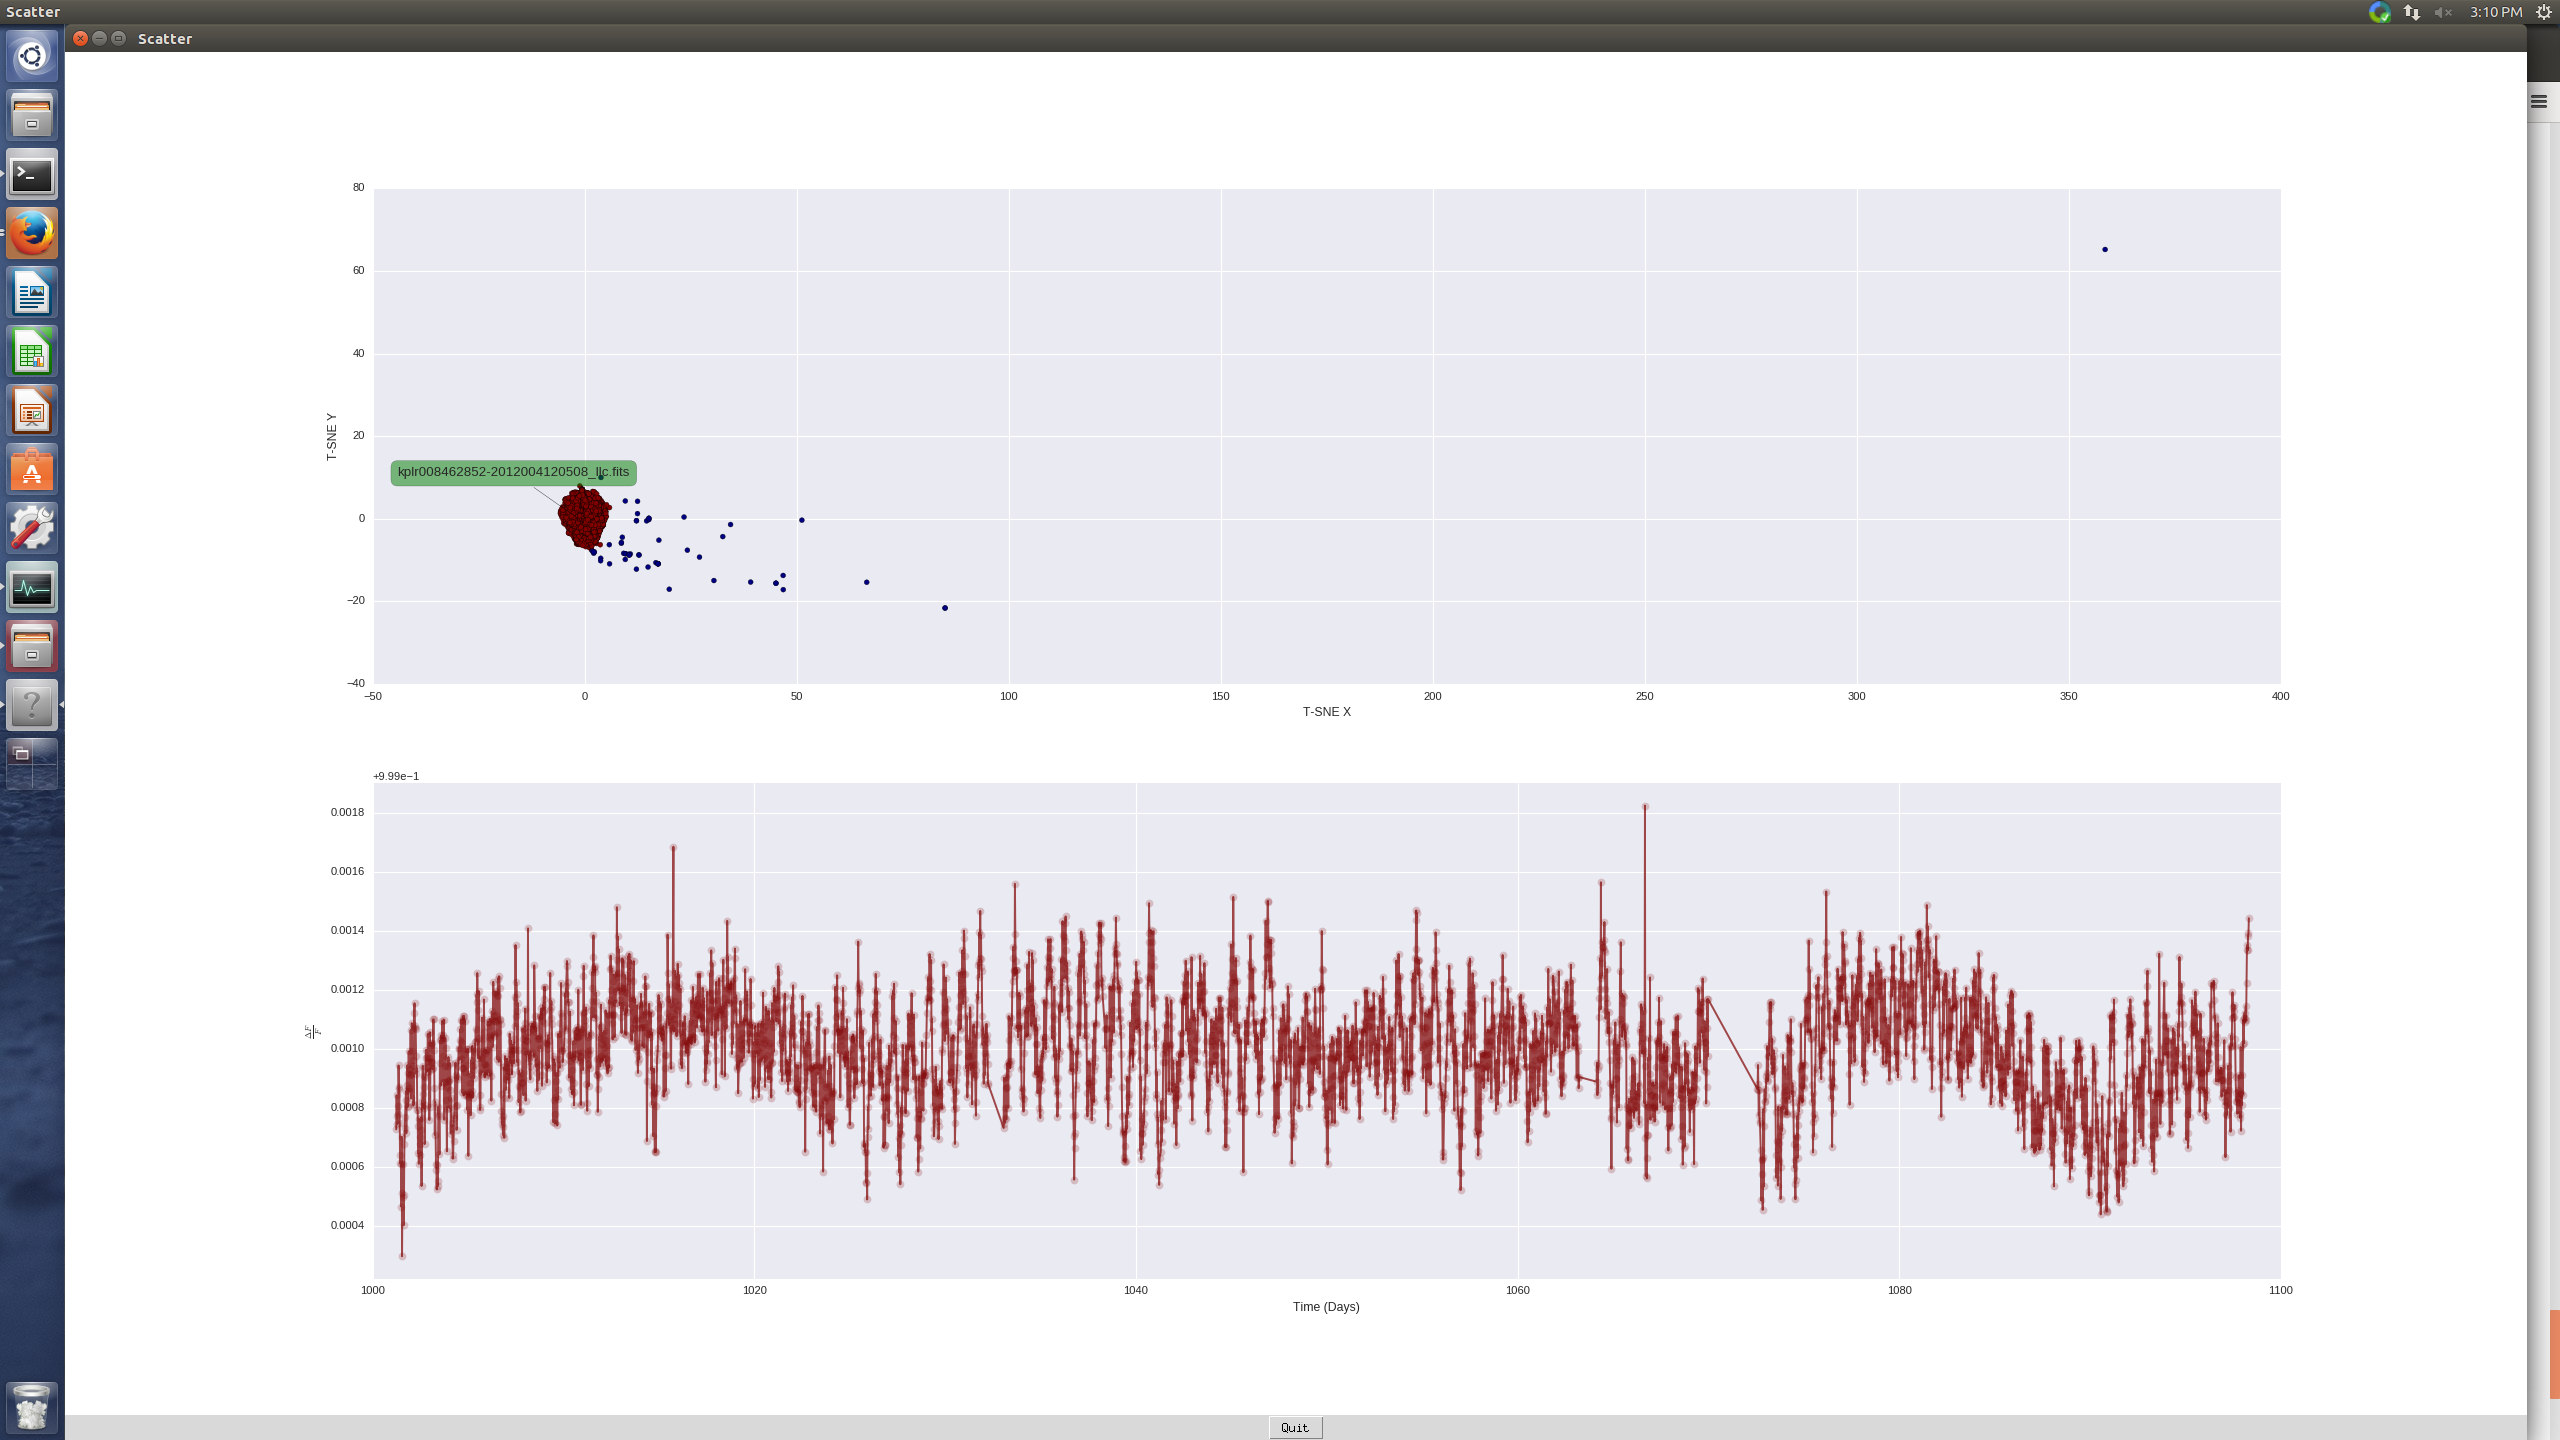 Scatter
3:10 PM
Scatter
80
60
40
20
0
−20
−40
T-SNE Y
kplr008462852-2012004120508_llc.fits
−50 0 50 100 150 200 250 300 350 400
T-SNE X
+9.99e−1
0.0018
0.0016
0.0014
0.0012
0.0010
0.0008
0.0006
0.0004
ΔF
F
1000 1020 1040 1060 1080 1100
Time (Days)
Quit